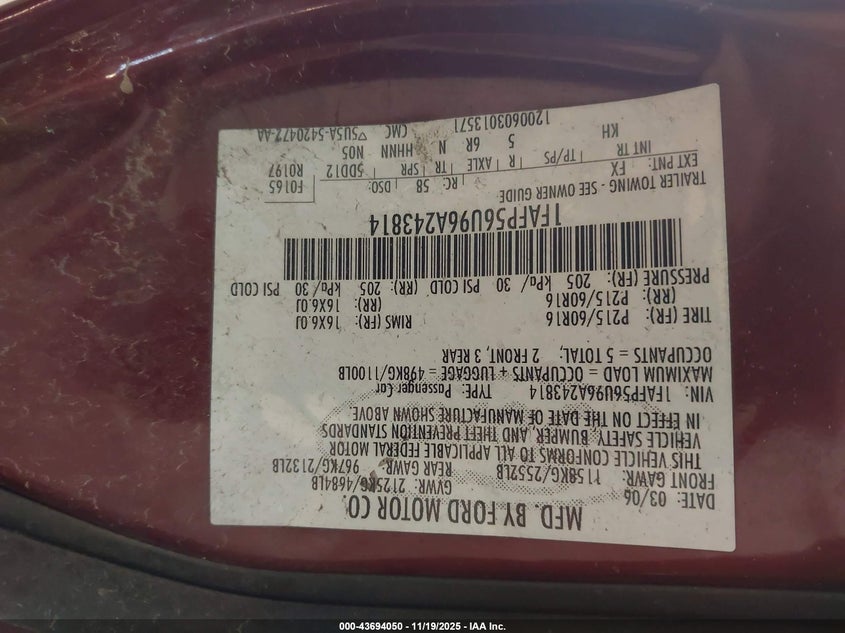 MFD. BY FORD MOTOR CO.
DATE: 03/06 GVWR: 2125KG/4684LB
FRONT GAWR: 1158KG/2552LB REAR GAWR: 967KG/2132LB
THIS VEHICLE CONFORMS TO ALL APPLICABLE FEDERAL MOTOR
VEHICLE SAFETY, BUMPER, AND THEFT PREVENTION STANDARDS
IN EFFECT ON THE DATE OF MANUFACTURE SHOWN ABOVE.
VIN: 1FAFP56U96A243814 TYPE: Passenger Car
MAXIMUM LOAD = OCCUPANTS + LUGGAGE = 498KG/1100LB
OCCUPANTS = 5 TOTAL; 2 FRONT, 3 REAR
TIRE (FR) P215/60R16 RIMS (FR): 16X6.0J
(RR): P215/60R16 (RR): 16X6.0J
PRESSURE (FR): 205 kPa/ 30 PSI COLD (RR): 205 kPa/ 30 PSI COLD
1FAFP56U96A243814
TRAILER TOWING - SEE OWNER GUIDE
F0165
EXT PNT: FX RC: 58 DSO: R0197
INT TR TP/PS R AXLE TR SPR 5DD12
KH 5 6R N HHNN N05
1200603013571 CMC ▽5U5A-5420472-AA
000-43694050 - 11/19/2025 - IAA Inc.